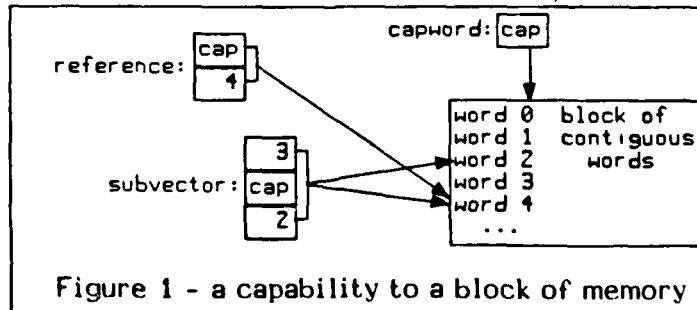 capword: cap
cap
reference:
4
word 0 block of
word 1 contiguous
word 2 words
word 3
word 4
...
3
subvector: cap
2
Figure 1 - a capability to a block of memory